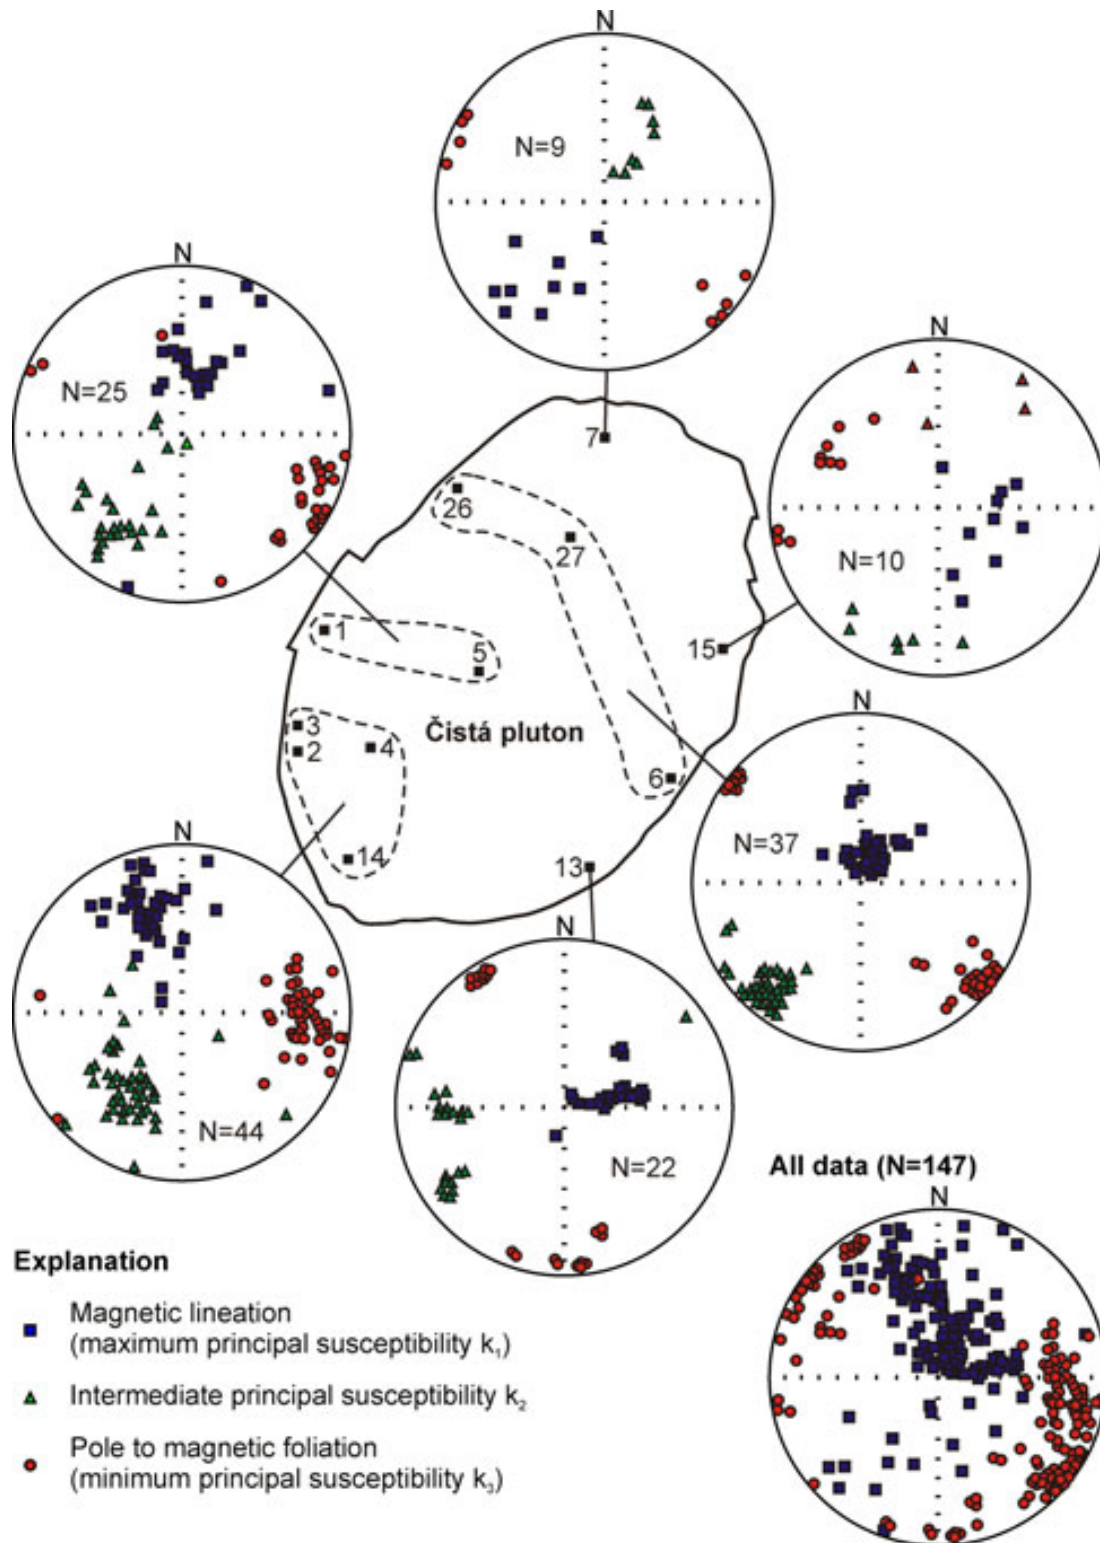 N
N=9
N
N=25
N
N=10
7
26
27
1
5
15
3
2
4
Čistá pluton
6
14
13
N
N=37
N
N=44
N
N=22
All data (N=147)
N
Explanation
Magnetic lineation
(maximum principal susceptibility k₁)
Intermediate principal susceptibility k₂
Pole to magnetic foliation
(minimum principal susceptibility k₃)